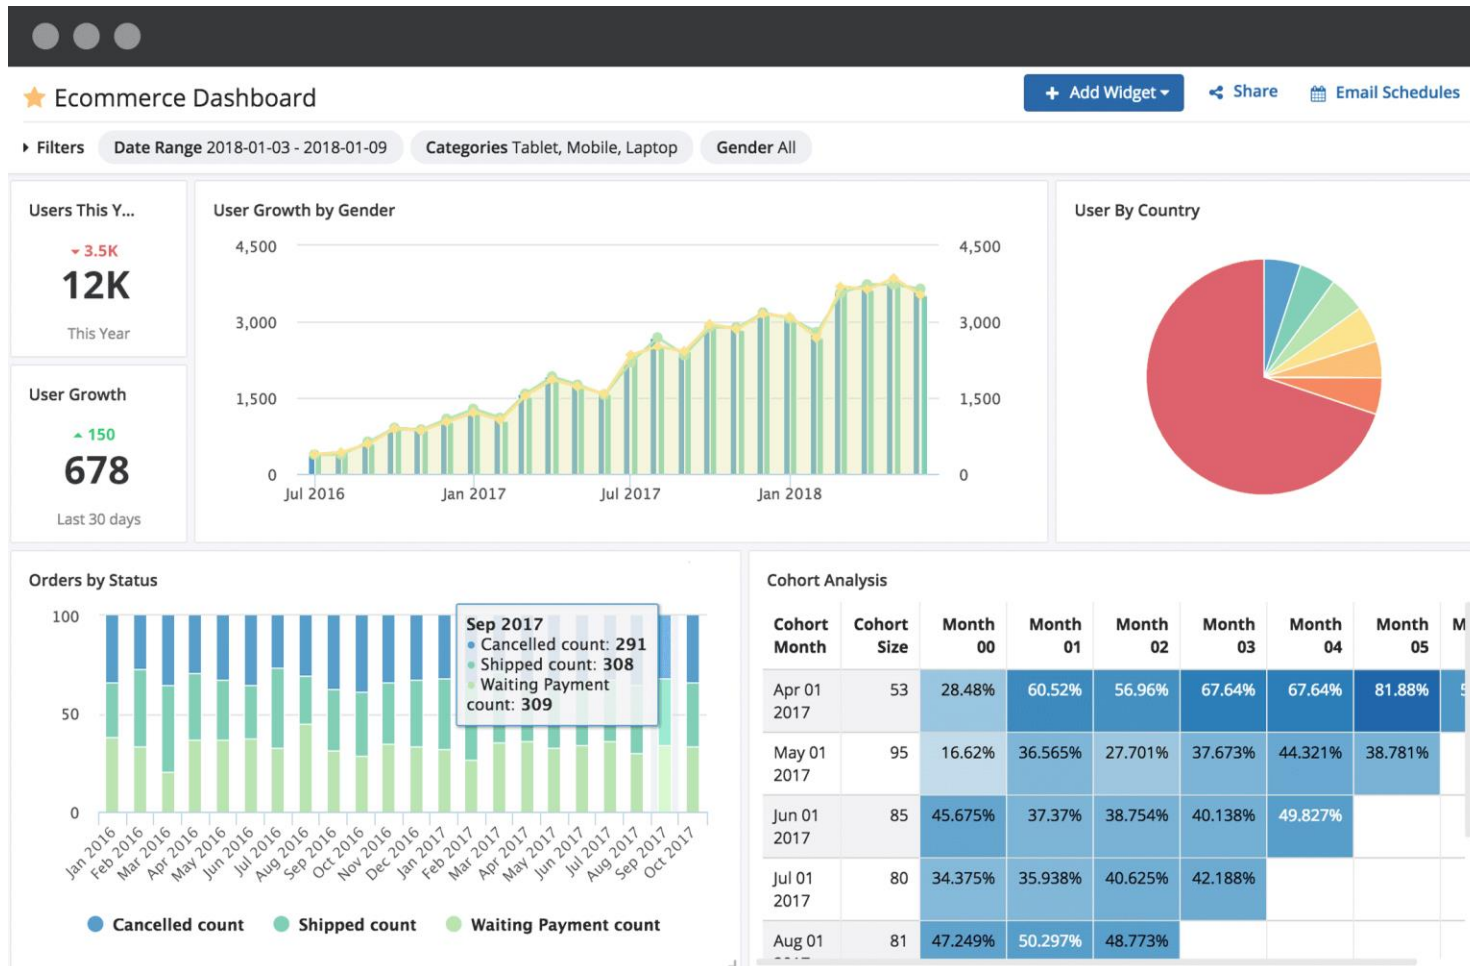 Ecommerce Dashboard
Add Widget
Share
Email Schedules
Filters
Date Range 2018-01-03 - 2018-01-09
Categories Tablet, Mobile, Laptop
Gender All
Users This Y...
3.5K
12K
This Year
User Growth
150
678
Last 30 days
User Growth by Gender
4,500
3,000
1,500
0
4,500
3,000
1,500
0
Jul 2016
Jan 2017
Jul 2017
Jan 2018
User By Country
Orders by Status
100
50
0
Sep 2017
Cancelled count: 291
Shipped count: 308
Waiting Payment
count: 309
Jan 2016
Feb 2016
Mar 2016
Apr 2016
May 2016
Jun 2016
Jul 2016
Aug 2016
Sep 2016
Oct 2016
Nov 2016
Dec 2016
Jan 2017
Feb 2017
Mar 2017
Apr 2017
May 2017
Jun 2017
Jul 2017
Aug 2017
Sep 2017
Oct 2017
Cancelled count
Shipped count
Waiting Payment count
Cohort Analysis
Cohort Month Cohort Size Month 00 Month 01 Month 02 Month 03 Month 04 Month 05 M
Apr 01 2017 53 28.48% 60.52% 56.96% 67.64% 67.64% 81.88%
May 01 2017 95 16.62% 36.565% 27.701% 37.673% 44.321% 38.781%
Jun 01 2017 85 45.675% 37.37% 38.754% 40.138% 49.827%
Jul 01 2017 80 34.375% 35.938% 40.625% 42.188%
Aug 01 81 47.249% 50.297% 48.773%